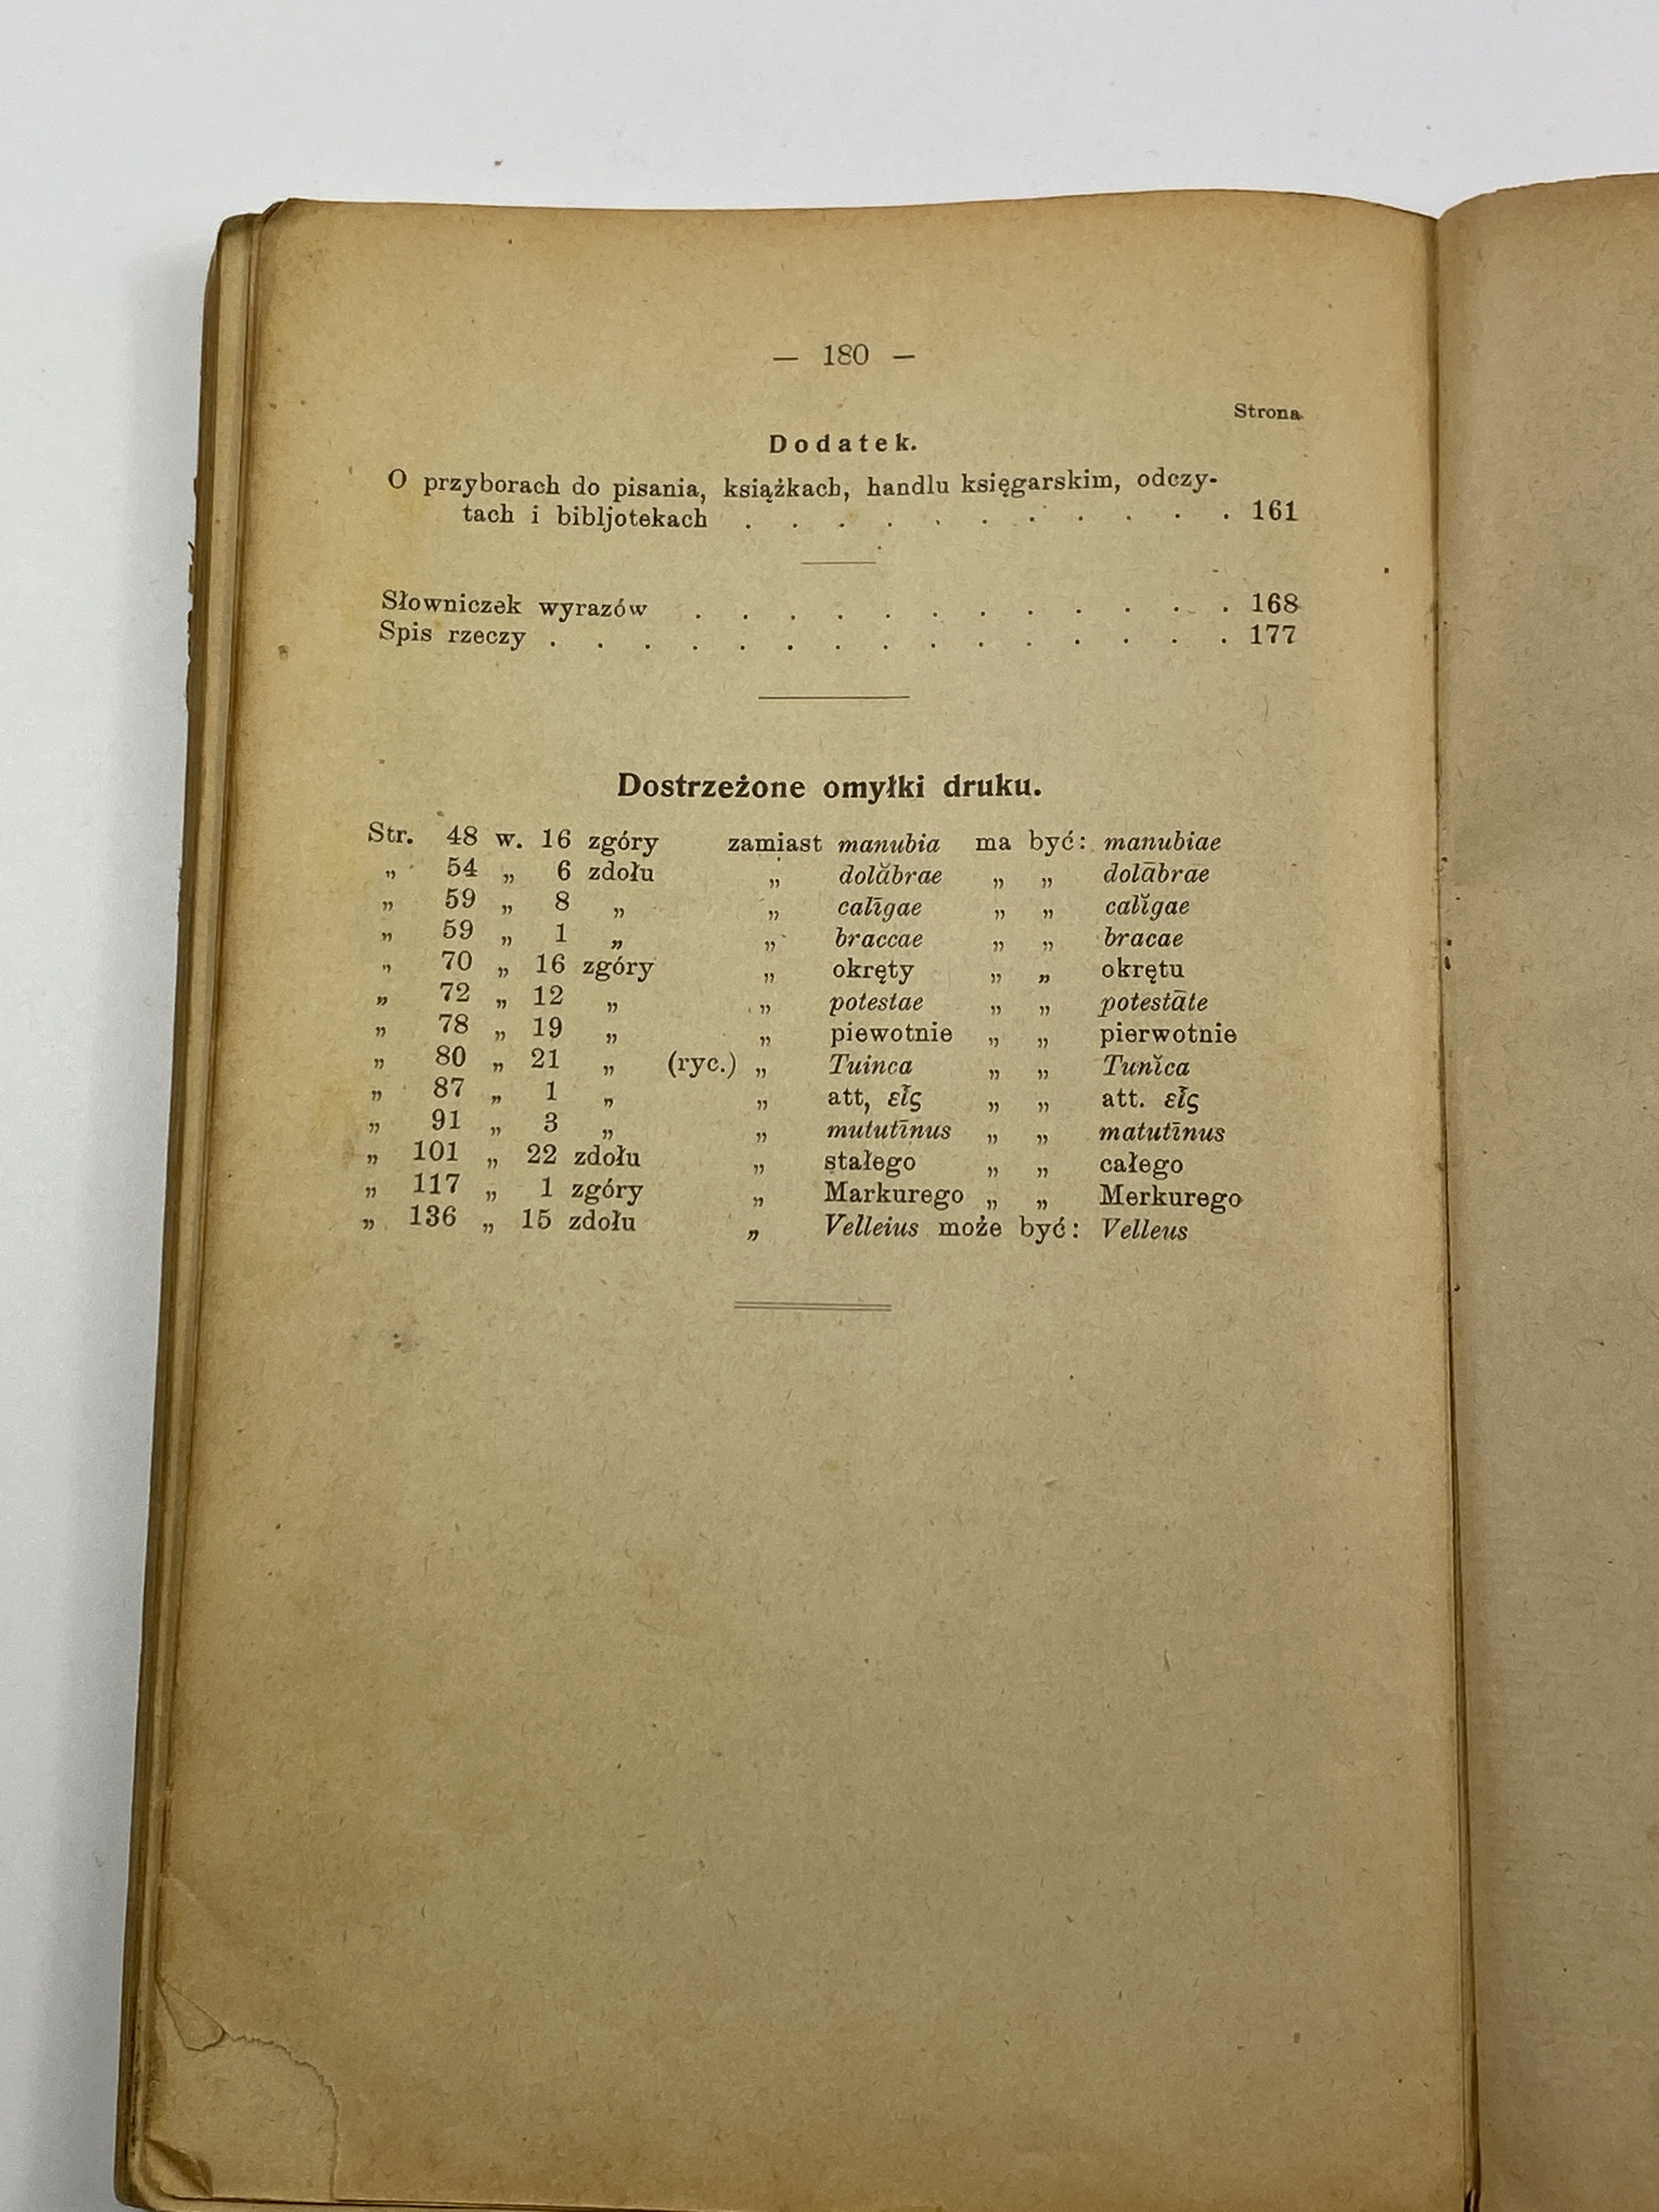 — 180 —
Strona
Dodatek.
O przyborach do pisania, książkach, handlu księgarskim, odczy-
tach i bibljotekach . . . . . . . . . . . 161
Słowniczek wyrazów . . . . . . . . . . . . 168
Spis rzeczy . . . . . . . . . . . . . . . 177
Dostrzeżone omyłki druku.
Str. 48 w. 16 zgóry zamiast manubia ma być: manubiae
„ 54 „ 6 zdołu „ dolăbrae „ „ dolābrae
„ 59 „ 8 „ „ calīgae „ „ calĭgae
„ 59 „ 1 „ „ braccae „ „ bracae
„ 70 „ 16 zgóry „ okręty „ „ okrętu
„ 72 „ 12 „ „ potestae „ „ potestāte
„ 78 „ 19 „ „ piewotnie „ „ pierwotnie
„ 80 „ 21 „ (ryc.) „ Tuinca „ „ Tunĭca
„ 87 „ 1 „ „ att, εἷς „ „ att. εἷς
„ 91 „ 3 „ „ mututīnus „ „ matutīnus
„ 101 „ 22 zdołu „ stałego „ „ całego
„ 117 „ 1 zgóry „ Markurego „ „ Merkurego
„ 136 „ 15 zdołu „ Velleius może być: Velleus